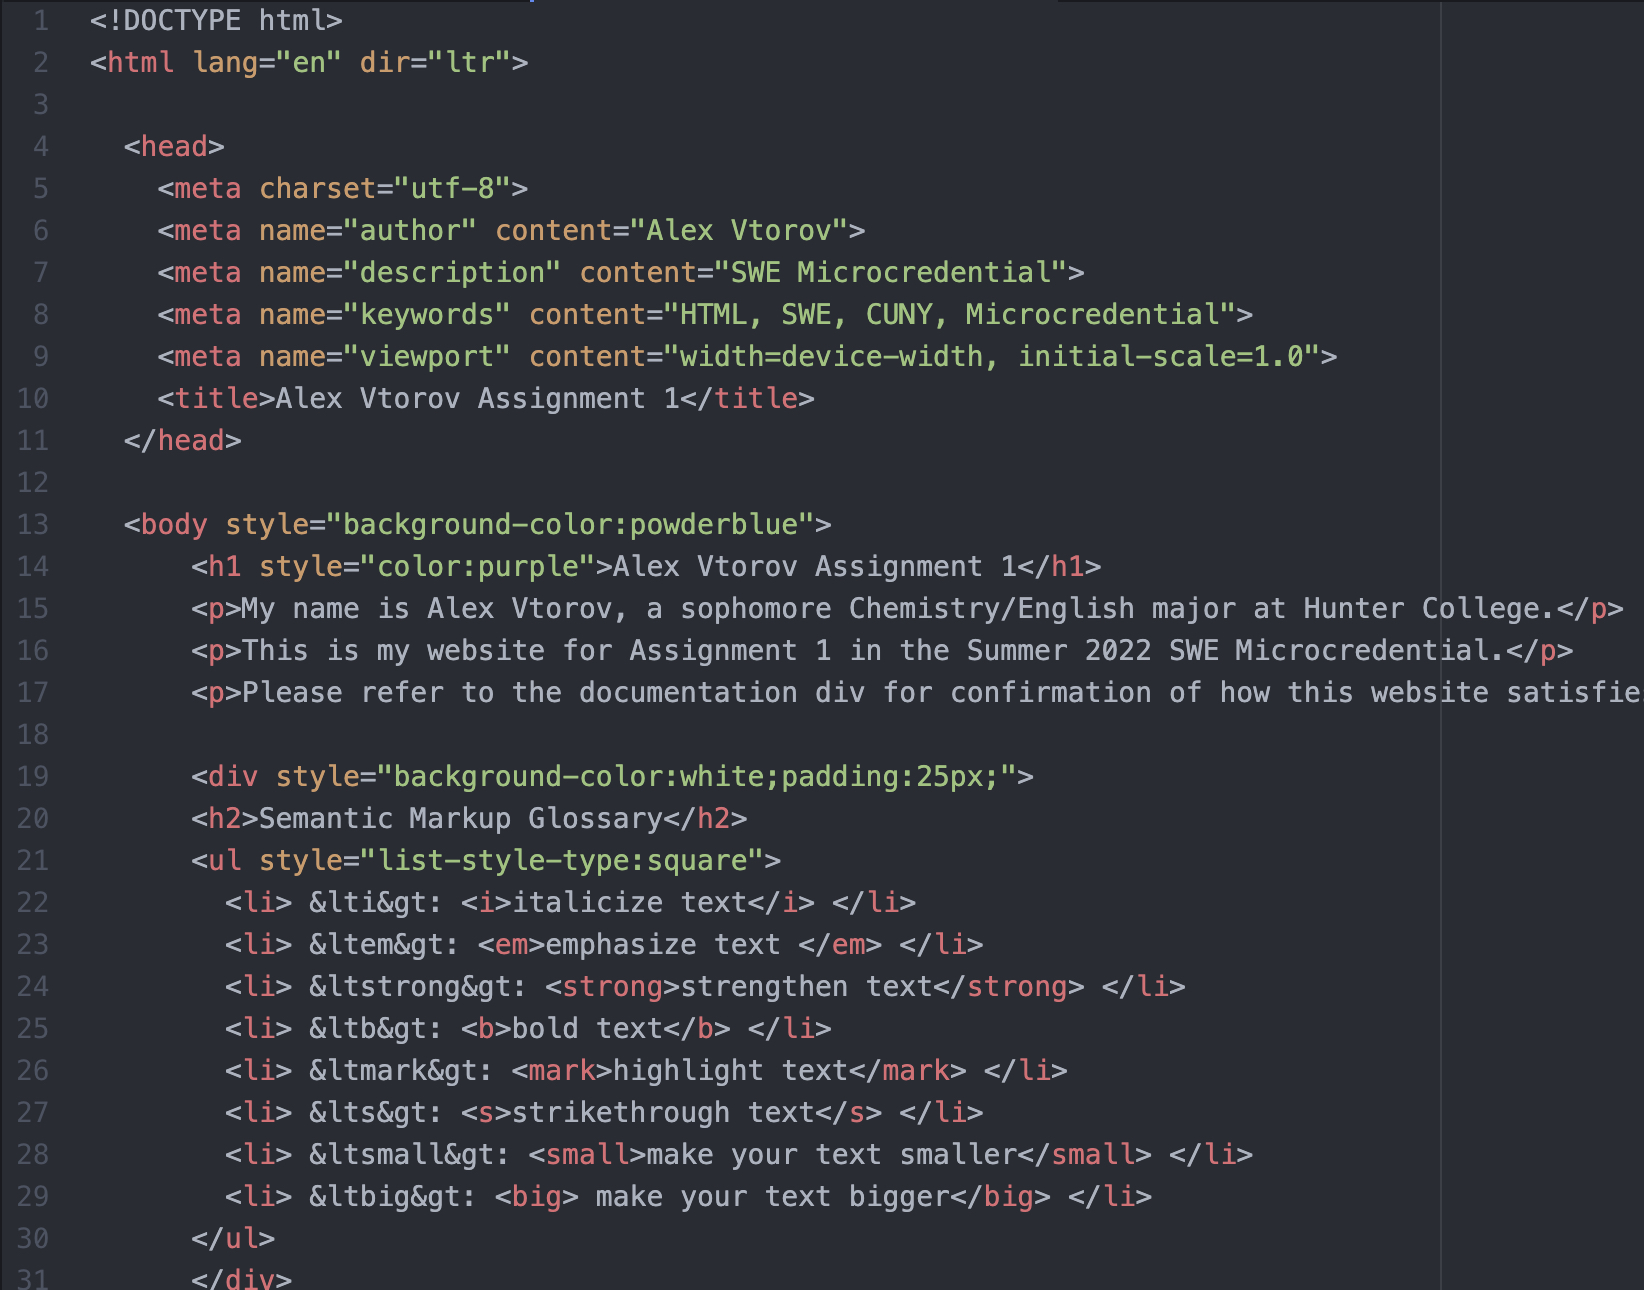 1 <!DOCTYPE html>
2 <html lang="en" dir="ltr">
3
4 <head>
5 <meta charset="utf-8">
6 <meta name="author" content="Alex Vtorov">
7 <meta name="description" content="SWE Microcredential">
8 <meta name="keywords" content="HTML, SWE, CUNY, Microcredential">
9 <meta name="viewport" content="width=device-width, initial-scale=1.0">
10 <title>Alex Vtorov Assignment 1</title>
11 </head>
12
13 <body style="background-color:powderblue">
14 <h1 style="color:purple">Alex Vtorov Assignment 1</h1>
15 <p>My name is Alex Vtorov, a sophomore Chemistry/English major at Hunter College.</p>
16 <p>This is my website for Assignment 1 in the Summer 2022 SWE Microcredential.</p>
17 <p>Please refer to the documentation div for confirmation of how this website satisfie
18
19 <div style="background-color:white;padding:25px;">
20 <h2>Semantic Markup Glossary</h2>
21 <ul style="list-style-type:square">
22 <li> &lti&gt: <i>italicize text</i> </li>
23 <li> &ltem&gt: <em>emphasize text </em> </li>
24 <li> &ltstrong&gt: <strong>strengthen text</strong> </li>
25 <li> &ltb&gt: <b>bold text</b> </li>
26 <li> &ltmark&gt: <mark>highlight text</mark> </li>
27 <li> &lts&gt: <s>strikethrough text</s> </li>
28 <li> &ltsmall&gt: <small>make your text smaller</small> </li>
29 <li> &ltbig&gt: <big> make your text bigger</big> </li>
30 </ul>
31 </div>